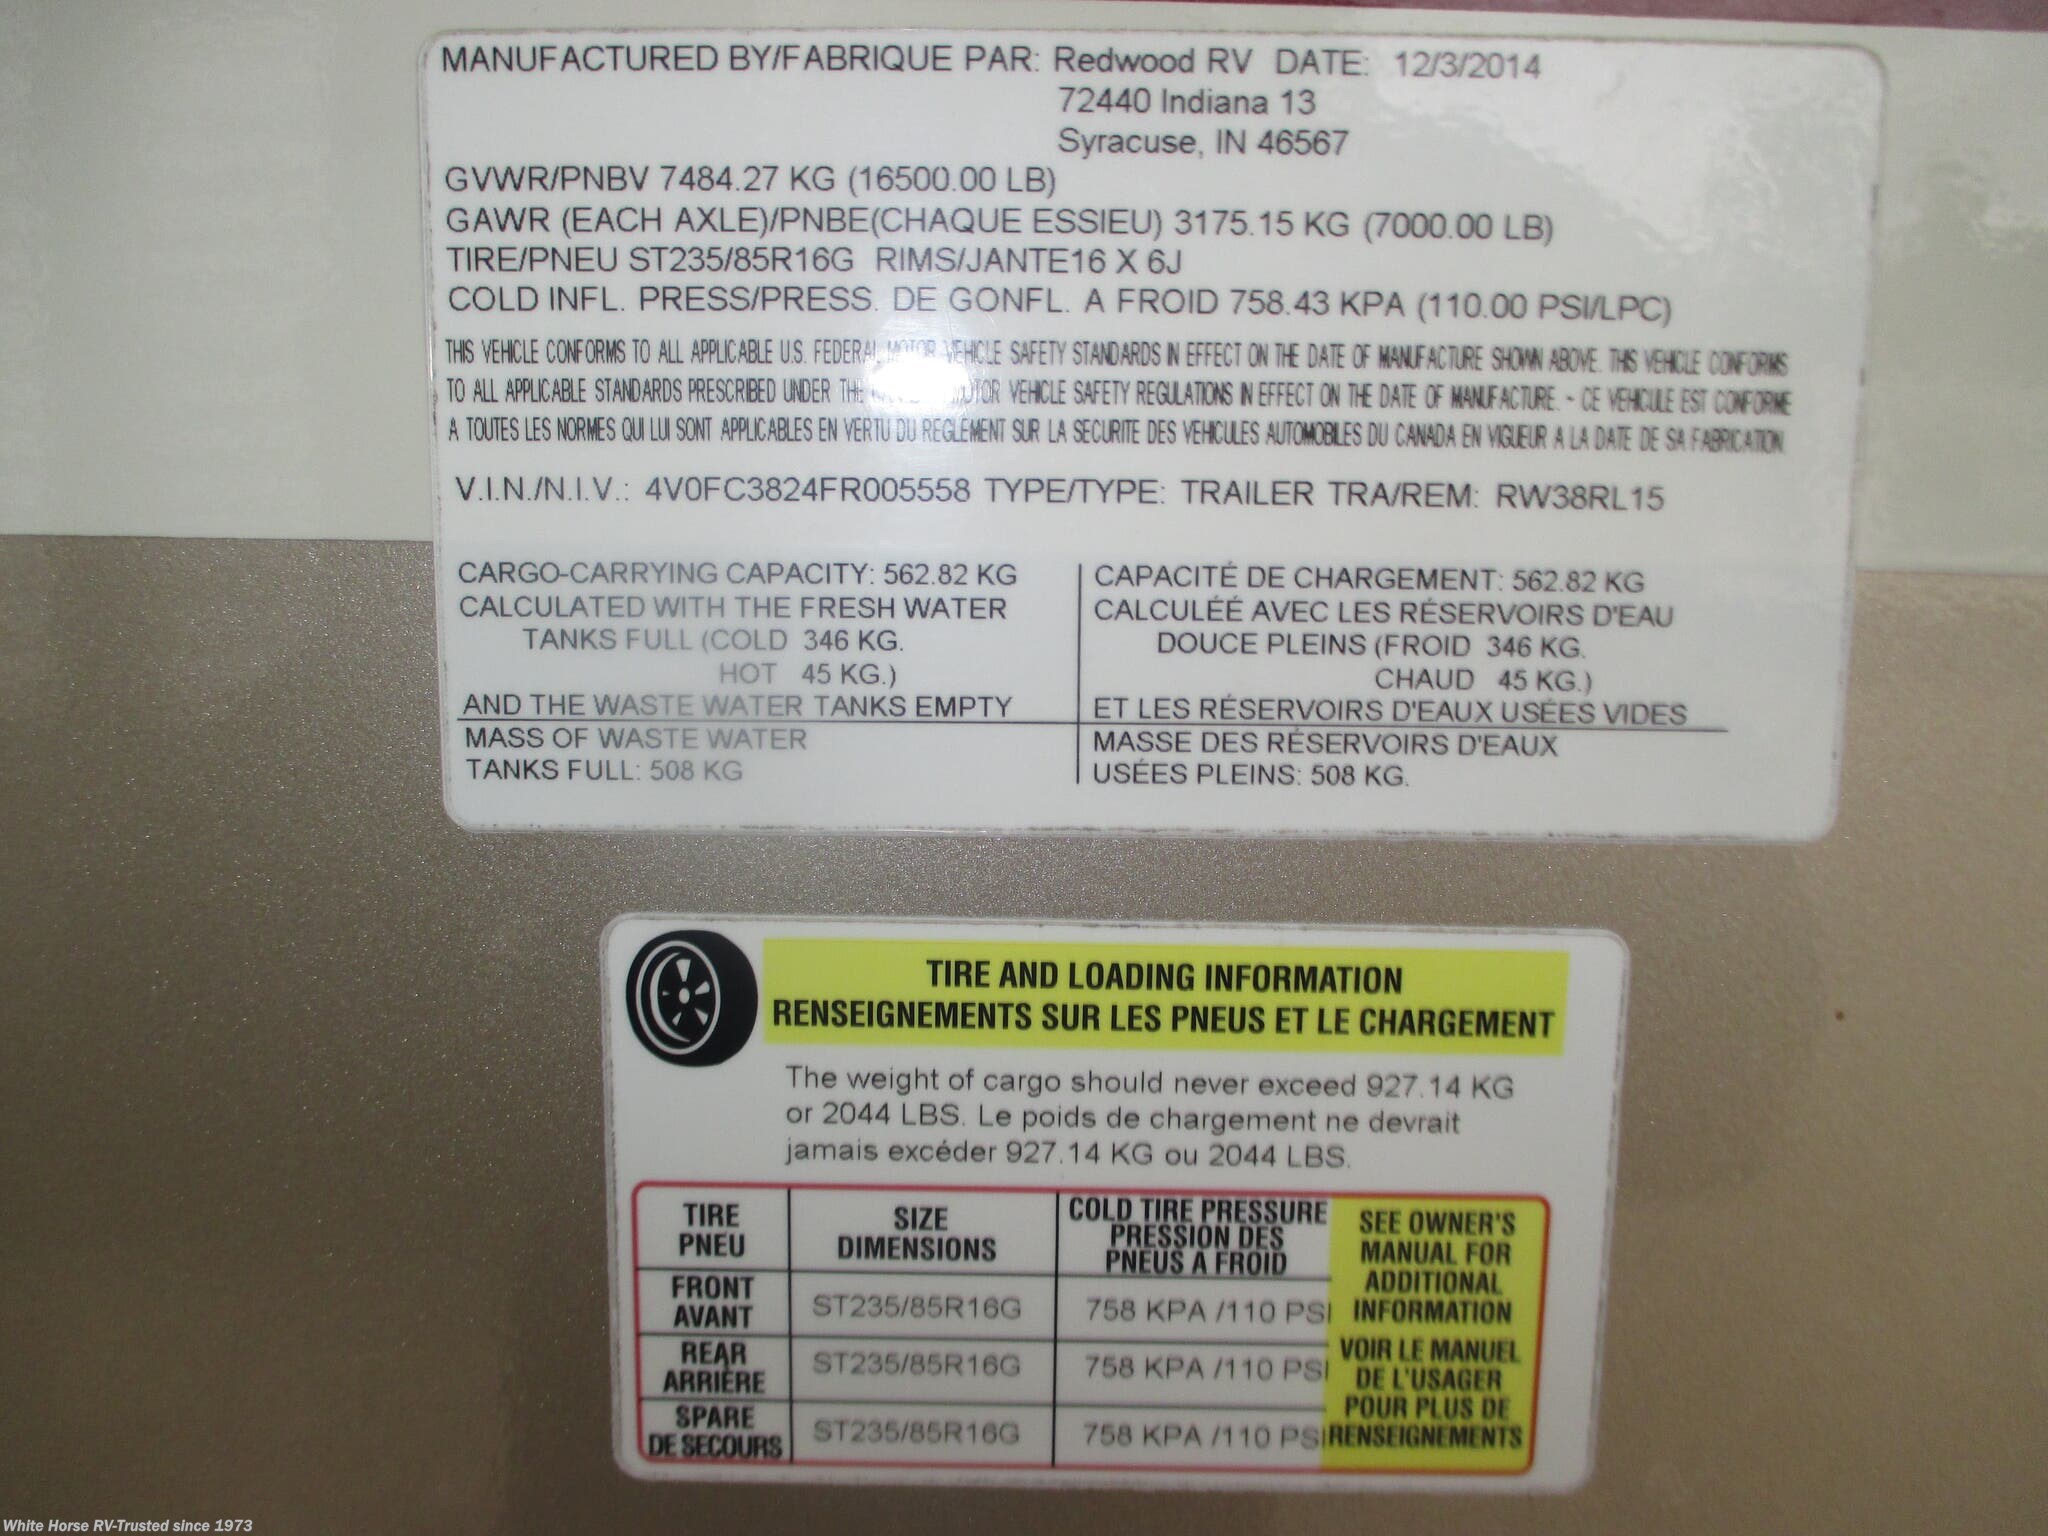 MANUFACTURED BY/FABRIQUE PAR: Redwood RV DATE: 12/3/2014
72440 Indiana 13
Syracuse, IN 46567
GVWR/PNBV 7484.27 KG (16500.00 LB)
GAWR (EACH AXLE)/PNBE(CHAQUE ESSIEU) 3175.15 KG (7000.00 LB)
TIRE/PNEU ST235/85R16G RIMS/JANTE16 X 6J
COLD INFL. PRESS/PRESS. DE GONFL. A FROID 758.43 KPA (110.00 PSI/LPC)
THIS VEHICLE CONFORMS TO ALL APPLICABLE U.S. FEDERAL MOTOR VEHICLE SAFETY STANDARDS IN EFFECT ON THE DATE OF MANUFACTURE SHOWN ABOVE. THIS VEHICLE CONFORMS
TO ALL APPLICABLE STANDARDS PRESCRIBED UNDER THE MOTOR VEHICLE SAFETY REGULATIONS IN EFFECT ON THE DATE OF MANUFACTURE. - CE VEHICULE EST CONFORME
A TOUTES LES NORMES QUI LUI SONT APPLICABLES EN VERTU DU REGLEMENT SUR LA SECURITE DES VEHICULES AUTOMOBILES DU CANADA EN VIGUEUR A LA DATE DE SA FABRICATION.
V.I.N./N.I.V.: 4V0FC3824FR005558 TYPE/TYPE: TRAILER TRA/REM: RW38RL15
CARGO-CARRYING CAPACITY: 562.82 KG
CALCULATED WITH THE FRESH WATER
TANKS FULL (COLD 346 KG.
HOT 45 KG.)
AND THE WASTE WATER TANKS EMPTY
MASS OF WASTE WATER
TANKS FULL: 508 KG
CAPACITÉ DE CHARGEMENT: 562.82 KG
CALCULÉÉ AVEC LES RÉSERVOIRS D'EAU
DOUCE PLEINS (FROID 346 KG.
CHAUD 45 KG.)
ET LES RÉSERVOIRS D'EAUX USÉES VIDES
MASSE DES RÉSERVOIRS D'EAUX
USÉES PLEINS: 508 KG.
TIRE AND LOADING INFORMATION
RENSEIGNEMENTS SUR LES PNEUS ET LE CHARGEMENT
The weight of cargo should never exceed 927.14 KG
or 2044 LBS. Le poids de chargement ne devrait
jamais excéder 927.14 KG ou 2044 LBS.
TIRE
PNEU
SIZE
DIMENSIONS
COLD TIRE PRESSURE
PRESSION DES
PNEUS A FROID
FRONT
AVANT
ST235/85R16G
758 KPA /110 PSI
REAR
ARRIÈRE
ST235/85R16G
758 KPA /110 PSI
SPARE
DE SECOURS
ST235/85R16G
758 KPA /110 PSI
SEE OWNER'S
MANUAL FOR
ADDITIONAL
INFORMATION
VOIR LE MANUEL
DE L'USAGER
POUR PLUS DE
RENSEIGNEMENTS
White Horse RV-Trusted since 1973